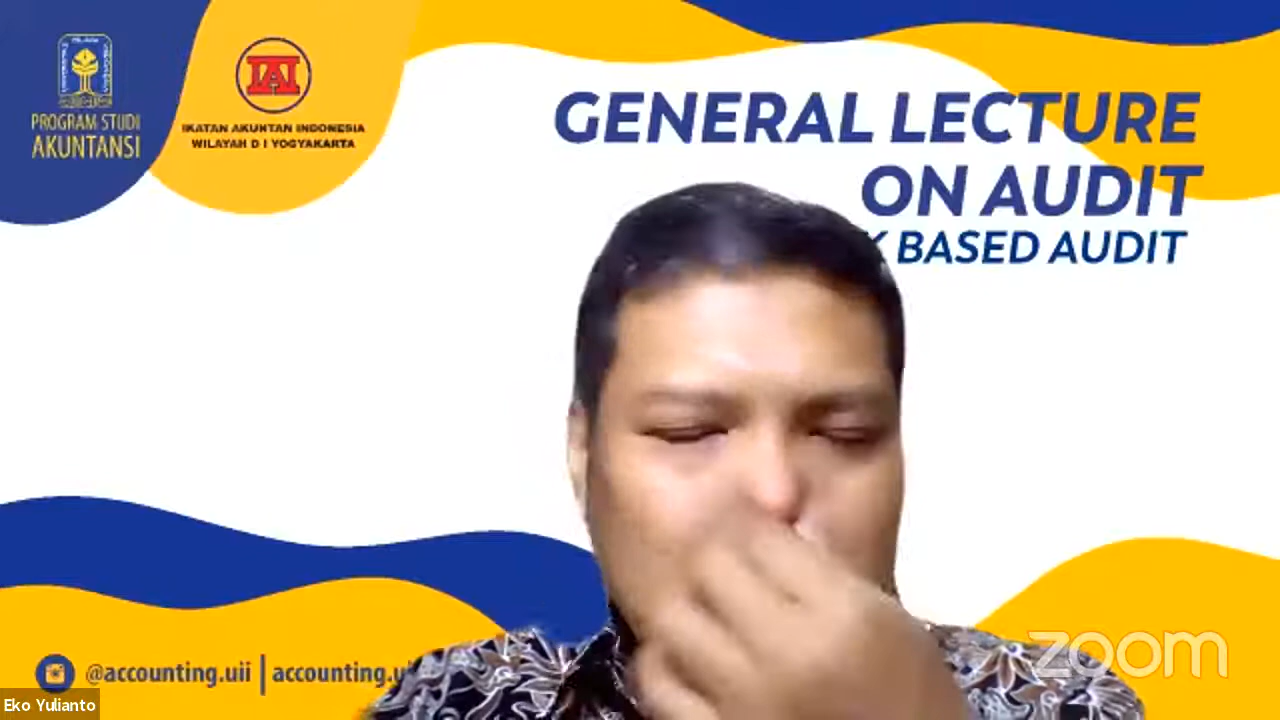 PROGRAM STUDI
AKUNTANSI
IAI
IKATAN AKUNTAN INDONESIA
WILAYAH D I YOGYAKARTA
GENERAL LECTURE
ON AUDIT
BASED AUDIT
@accounting.uii | accounting.u
Eko Yulianto
zoom